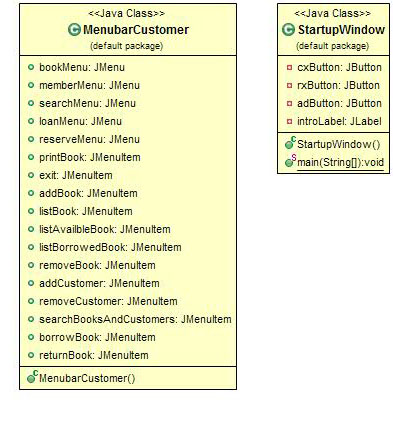 <<Java Class>>
MenubarCustomer
(default package)
bookMenu: JMenu
memberMenu: JMenu
searchMenu: JMenu
loanMenu: JMenu
reserveMenu: JMenu
printBook: JMenuItem
exit: JMenuItem
addBook: JMenuItem
listBook: JMenuItem
listAvailbleBook: JMenuItem
listBorrowedBook: JMenuItem
removeBook: JMenuItem
addCustomer: JMenuItem
removeCustomer: JMenuItem
searchBooksAndCustomers: JMenuItem
borrowBook: JMenuItem
returnBook: JMenuItem
MenubarCustomer()
<<Java Class>>
StartupWindow
(default package)
cxButton: JButton
rxButton: JButton
adButton: JButton
introLabel: JLabel
StartupWindow()
main(String[]):void